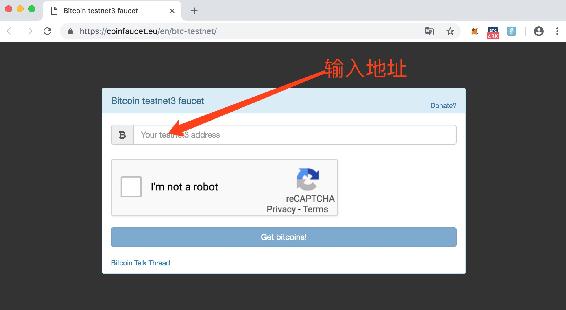 Bitcoin testnet3 faucet
https://coinfaucet.eu/en/btc-testnet/
输入地址
Bitcoin testnet3 faucet
Donate?
Your testnet3 address
I'm not a robot
reCAPTCHA
Privacy - Terms
Get bitcoins!
Bitcoin Talk Thread